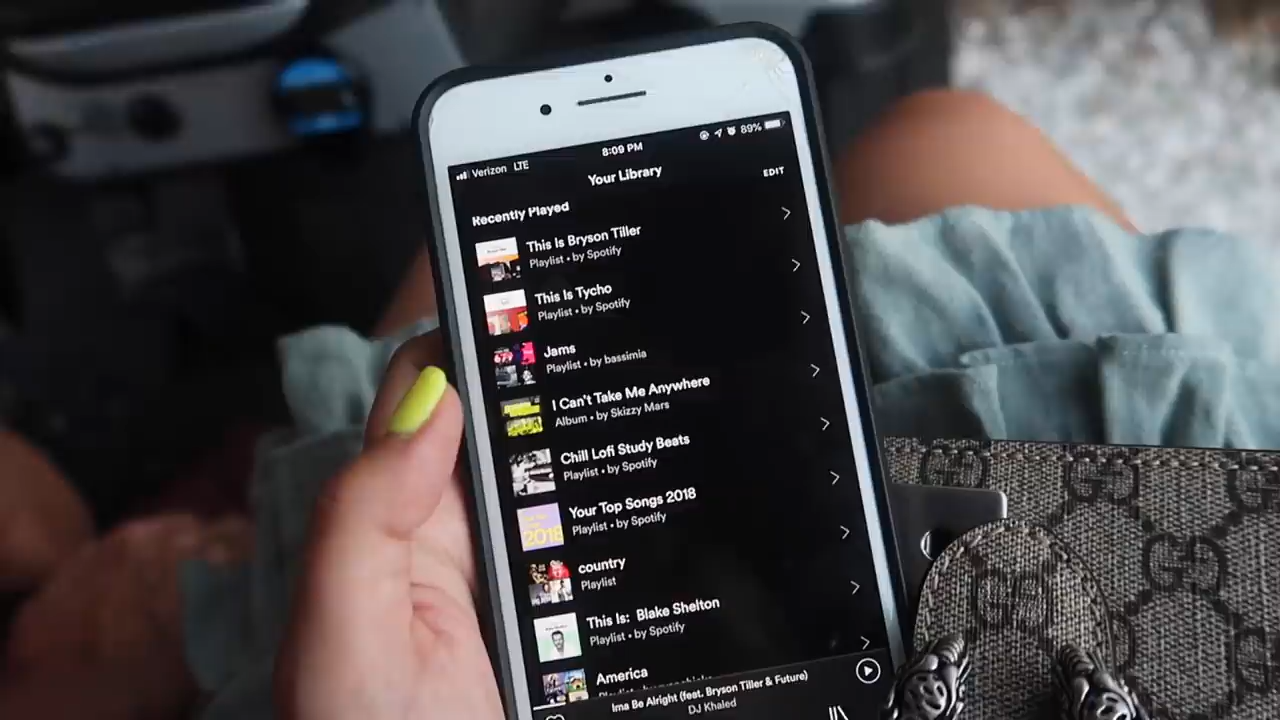 Verizon LTE
8:09 PM
89%
Your Library
EDIT
Recently Played
This Is Bryson Tiller
Playlist • by Spotify
This Is Tycho
Playlist • by Spotify
Jams
Playlist • by bassimia
I Can't Take Me Anywhere
Album • by Skizzy Mars
Chill Lofi Study Beats
Playlist • by Spotify
Your Top Songs 2018
Playlist • by Spotify
2018
country
Playlist
This Is: Blake Shelton
Playlist • by Spotify
America
Ima Be Alright (feat. Bryson Tiller & Future)
DJ Khaled